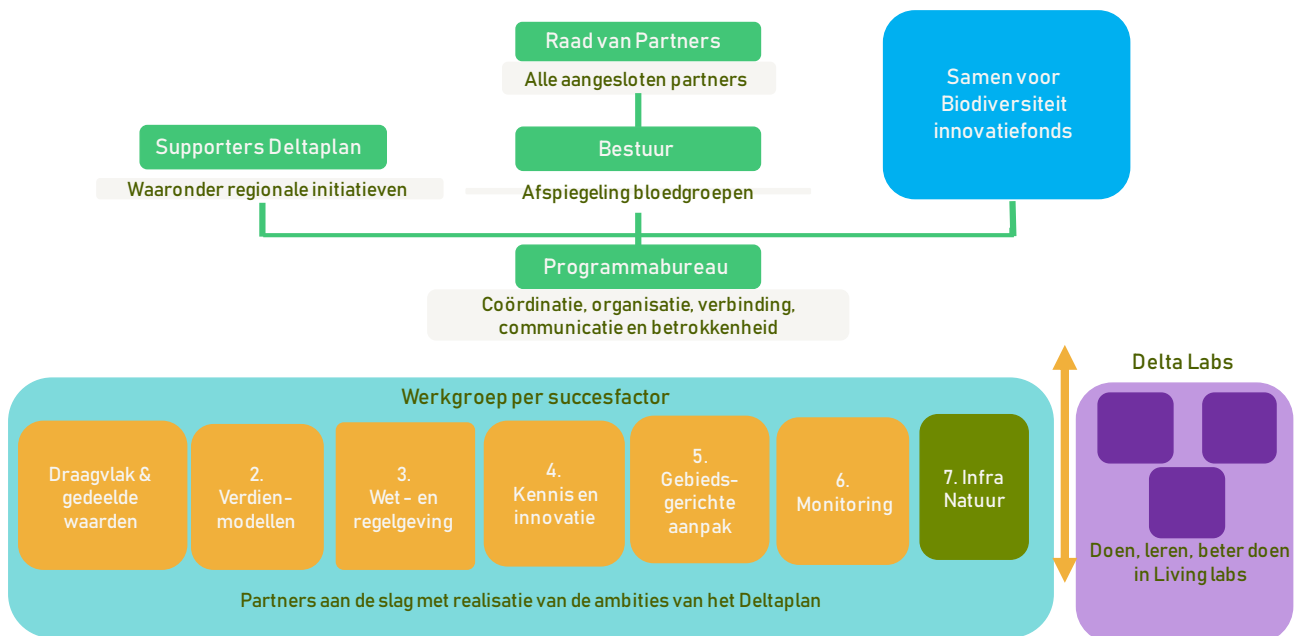 Raad van Partners
Alle aangesloten partners
Samen voor
Biodiversiteit
innovatiefonds
Supporters Deltaplan
Waaronder regionale initiatieven
Bestuur
Afspiegeling bloedgroepen
Programmabureau
Coördinatie, organisatie, verbinding,
communicatie en betrokkenheid
Werkgroep per succesfactor
Draagvlak &
gedeelde
waarden
2.
Verdien-
modellen
3.
Wet- en
regelgeving
4.
Kennis en
innovatie
5.
Gebieds-
gerichte
aanpak
6.
Monitoring
7. Infra
Natuur
Partners aan de slag met realisatie van de ambities van het Deltaplan
Delta Labs
Doen, leren, beter doen
in Living labs